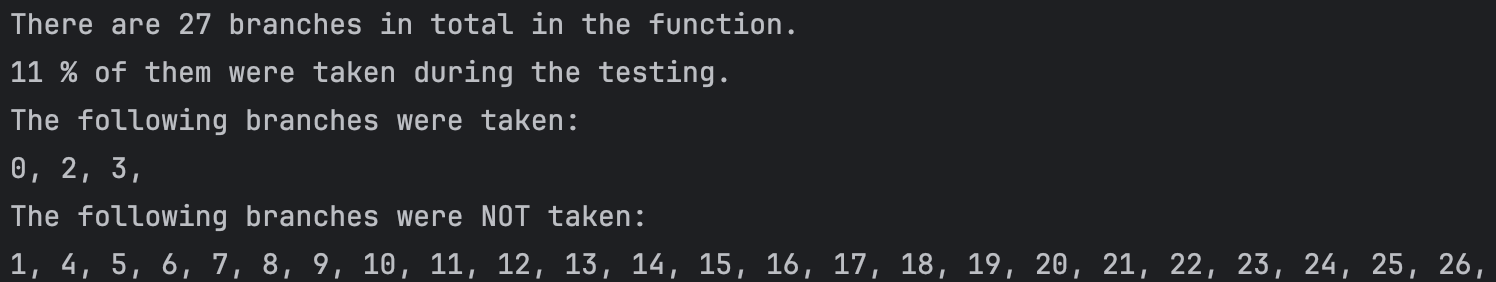 There are 27 branches in total in the function.
11 % of them were taken during the testing.
The following branches were taken:
0, 2, 3,
The following branches were NOT taken:
1, 4, 5, 6, 7, 8, 9, 10, 11, 12, 13, 14, 15, 16, 17, 18, 19, 20, 21, 22, 23, 24, 25, 26,